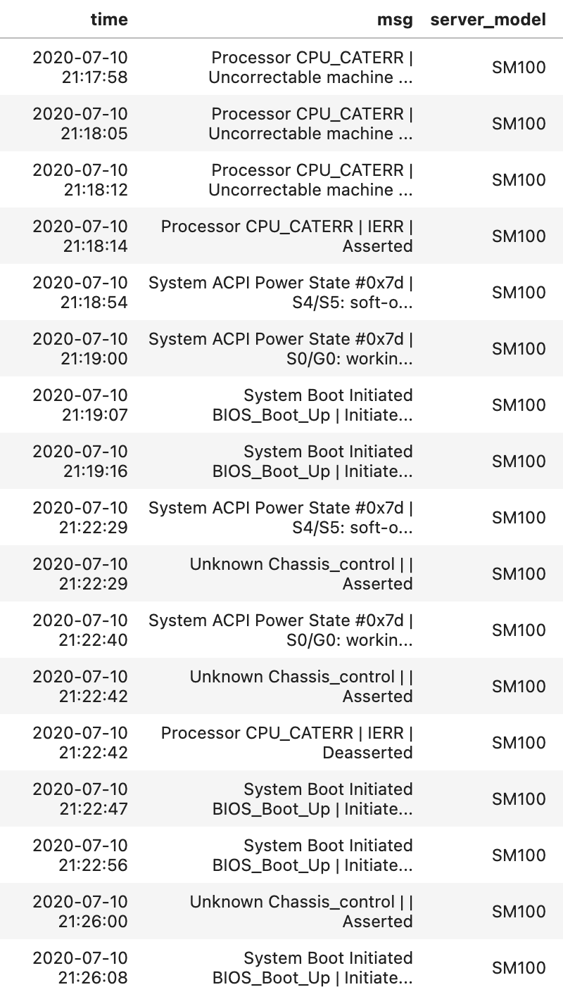 time msg server_model
2020-07-10 Processor CPU_CATERR |
21:17:58 Uncorrectable machine ... SM100
2020-07-10 Processor CPU_CATERR |
21:18:05 Uncorrectable machine ... SM100
2020-07-10 Processor CPU_CATERR |
21:18:12 Uncorrectable machine ... SM100
2020-07-10 Processor CPU_CATERR | IERR |
21:18:14 Asserted SM100
2020-07-10 System ACPI Power State #0x7d |
21:18:54 S4/S5: soft-o... SM100
2020-07-10 System ACPI Power State #0x7d |
21:19:00 S0/G0: workin... SM100
2020-07-10 System Boot Initiated
21:19:07 BIOS_Boot_Up | Initiate... SM100
2020-07-10 System Boot Initiated
21:19:16 BIOS_Boot_Up | Initiate... SM100
2020-07-10 System ACPI Power State #0x7d |
21:22:29 S4/S5: soft-o... SM100
2020-07-10 Unknown Chassis_control | |
21:22:29 Asserted SM100
2020-07-10 System ACPI Power State #0x7d |
21:22:40 S0/G0: workin... SM100
2020-07-10 Unknown Chassis_control | |
21:22:42 Asserted SM100
2020-07-10 Processor CPU_CATERR | IERR |
21:22:42 Deasserted SM100
2020-07-10 System Boot Initiated
21:22:47 BIOS_Boot_Up | Initiate... SM100
2020-07-10 System Boot Initiated
21:22:56 BIOS_Boot_Up | Initiate... SM100
2020-07-10 Unknown Chassis_control | |
21:26:00 Asserted SM100
2020-07-10 System Boot Initiated
21:26:08 BIOS_Boot_Up | Initiate... SM100